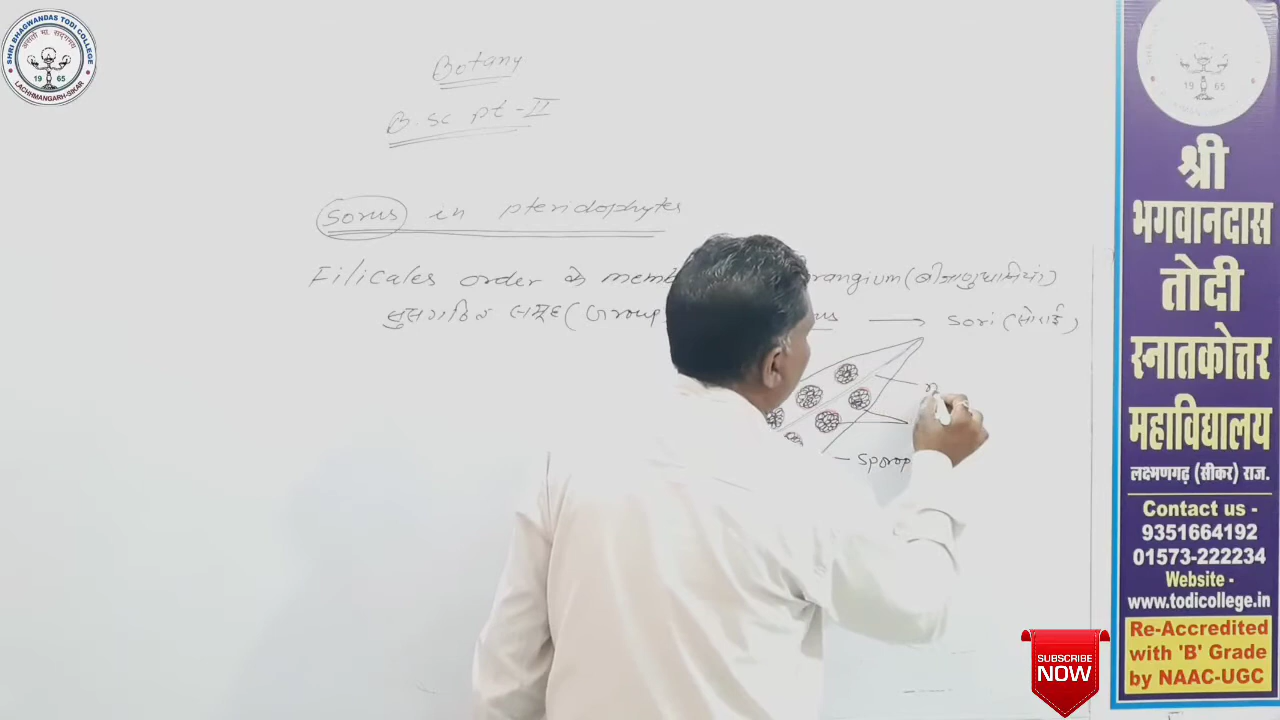 SHRI BHAGWANDAS TODI COLLEGE
1965
LACHHMANGARH-SIKAR
Botany
B.Sc pt-II
Sorus in pteridophytes
Filicales order के memb rangium (बीजाणुधानियां)
सुसंगठित समूह (Group us → Sori (सोराई)
Sporop
1965
श्री
भगवानदास
तोदी
स्नातकोत्तर
महाविद्यालय
लक्ष्मणगढ़ (सीकर) राज.
Contact us -
9351664192
01573-222234
Website -
www.todicollege.in
Re-Accredited
with 'B' Grade
by NAAC-UGC
SUBSCRIBE
NOW